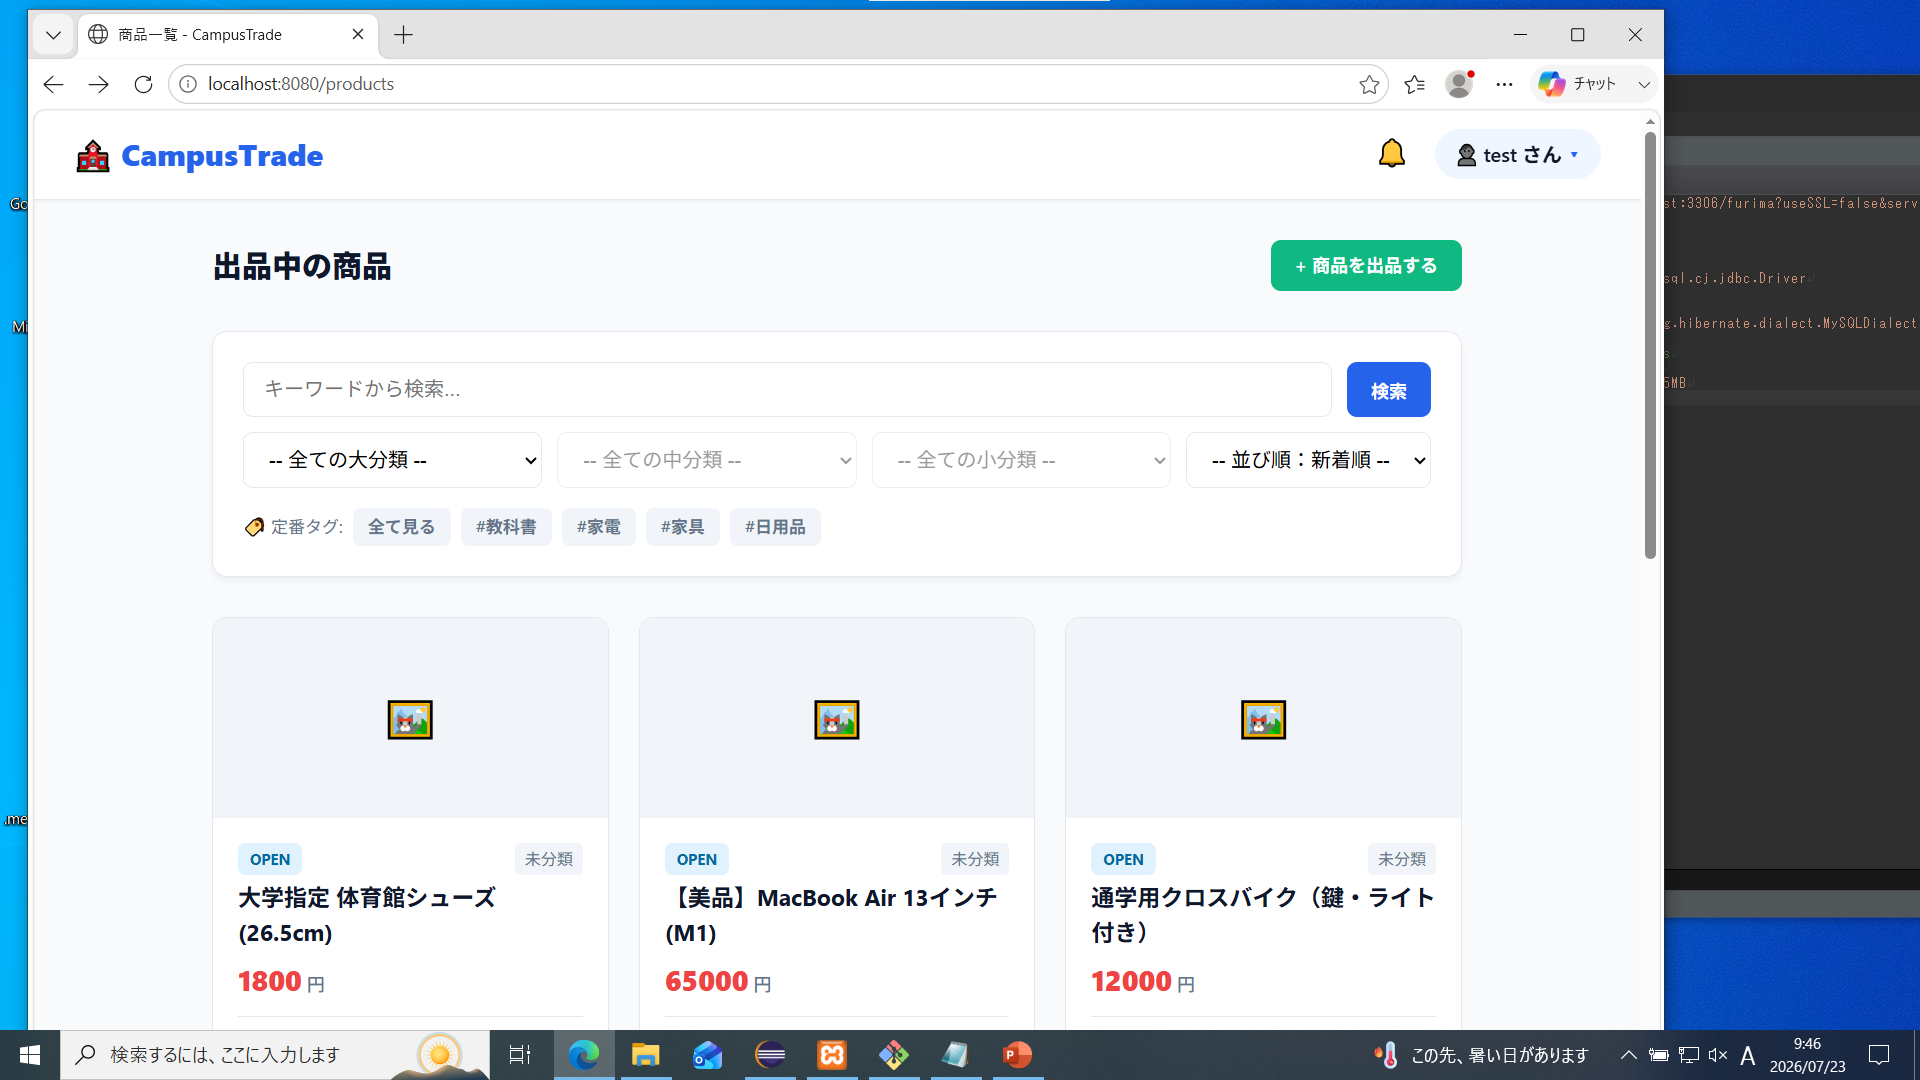 商品一覧 - CampusTrade
localhost:8080/products
チャット
CampusTrade
test さん
出品中の商品
+ 商品を出品する
キーワードから検索...
検索
-- 全ての大分類 --
-- 全ての中分類 --
-- 全ての小分類 --
-- 並び順：新着順 --
定番タグ:
全て見る
#教科書
#家電
#家具
#日用品
OPEN
未分類
大学指定 体育館シューズ
(26.5cm)
1800 円
OPEN
未分類
【美品】MacBook Air 13インチ
(M1)
65000 円
OPEN
未分類
通学用クロスバイク（鍵・ライト
付き）
12000 円
st:3306/furima?useSSL=false&serv
sql.cj.jdbc.Driver
g.hibernate.dialect.MySQLDialect
s
5MB
Go
Mi
.me
検索するには、ここに入力します
この先、暑い日があります
A
9:46
2026/07/23